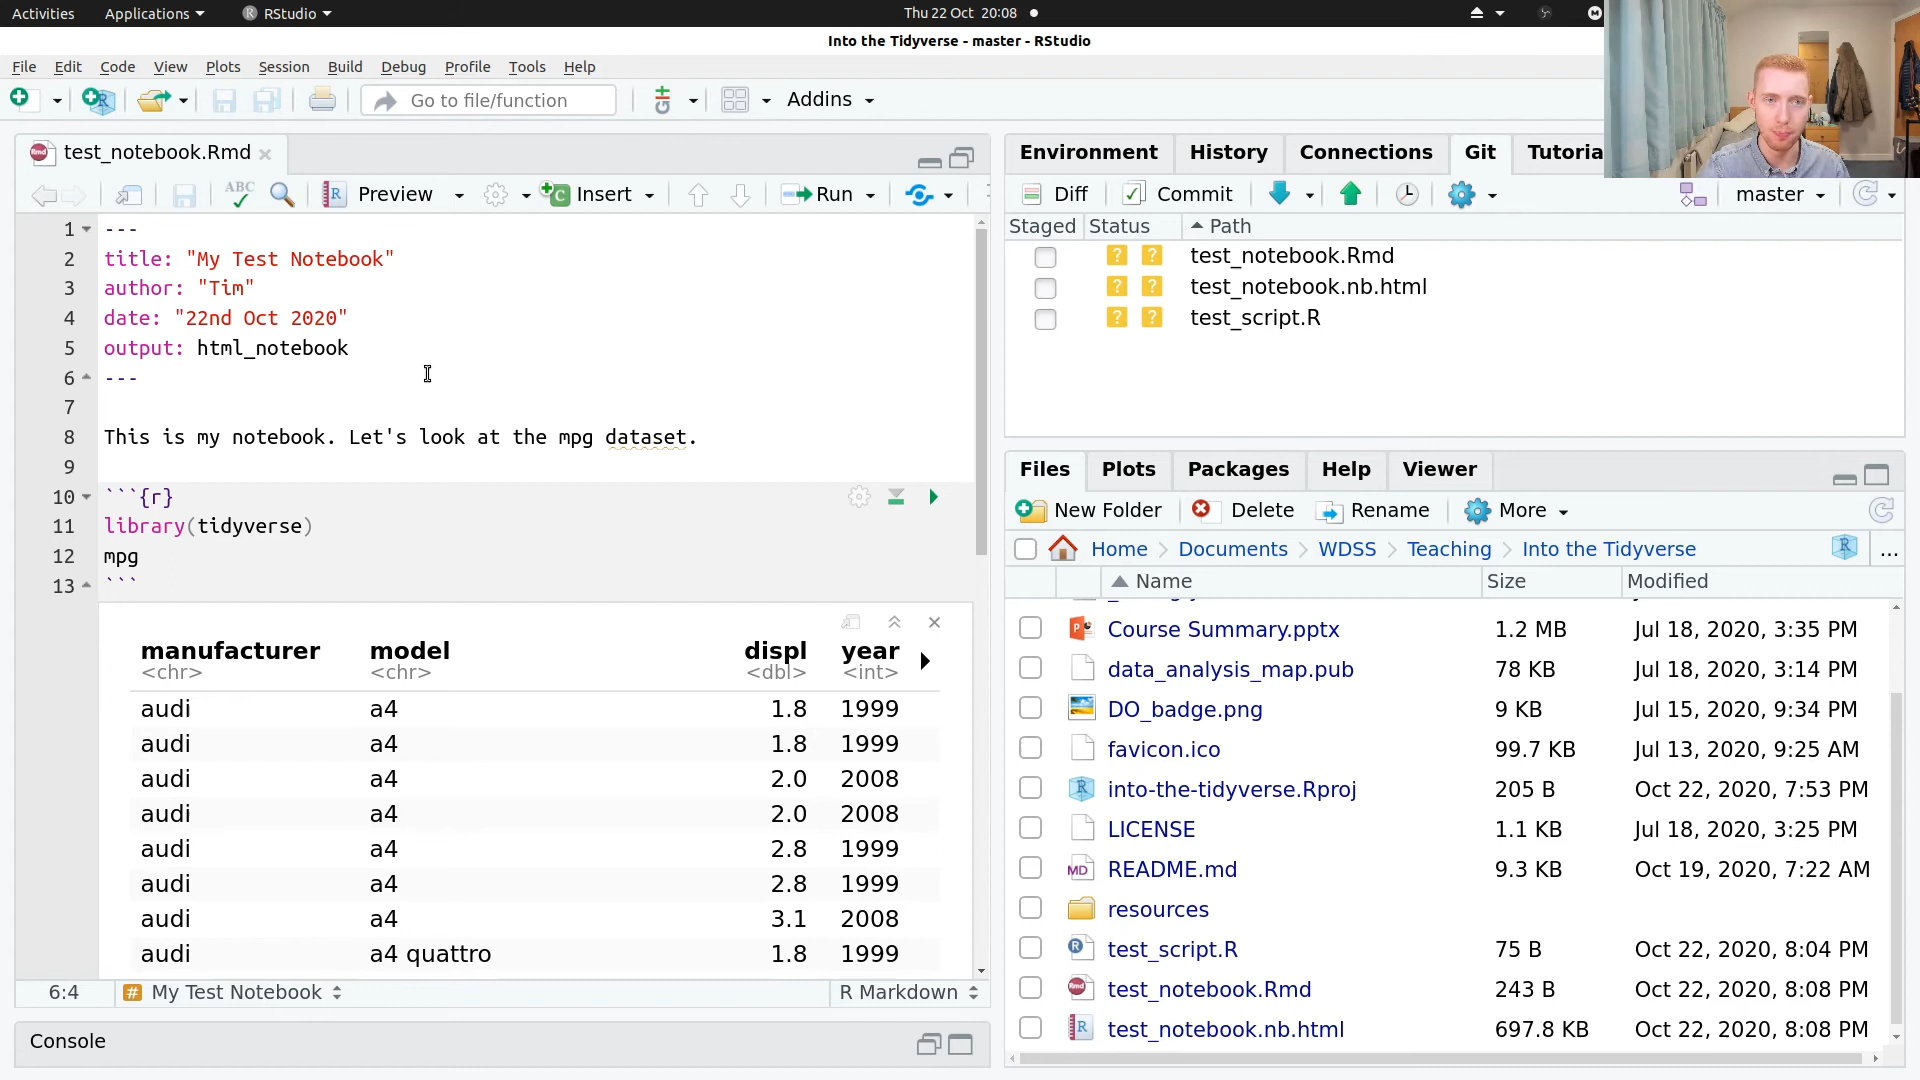 Activities Applications RStudio Thu 22 Oct 20:08
Into the Tidyverse - master - RStudio
File Edit Code View Plots Session Build Debug Profile Tools Help
Go to file/function Addins
test_notebook.Rmd
ABC Preview Insert Run
1 ---
2 title: "My Test Notebook"
3 author: "Tim"
4 date: "22nd Oct 2020"
5 output: html_notebook
6 ---
7
8 This is my notebook. Let's look at the mpg dataset.
9
10 ```{r}
11 library(tidyverse)
12 mpg
13 ```
manufacturer model displ year
<chr> <chr> <dbl> <int>
audi a4 1.8 1999
audi a4 1.8 1999
audi a4 2.0 2008
audi a4 2.0 2008
audi a4 2.8 1999
audi a4 2.8 1999
audi a4 3.1 2008
audi a4 quattro 1.8 1999
6:4 # My Test Notebook R Markdown
Console
Environment History Connections Git Tutoria
Diff Commit master
Staged Status Path
? ? test_notebook.Rmd
? ? test_notebook.nb.html
? ? test_script.R
Files Plots Packages Help Viewer
New Folder Delete Rename More
Home Documents WDSS Teaching Into the Tidyverse R ...
Name Size Modified
Course Summary.pptx 1.2 MB Jul 18, 2020, 3:35 PM
data_analysis_map.pub 78 KB Jul 18, 2020, 3:14 PM
DO_badge.png 9 KB Jul 15, 2020, 9:34 PM
favicon.ico 99.7 KB Jul 13, 2020, 9:25 AM
into-the-tidyverse.Rproj 205 B Oct 22, 2020, 7:53 PM
LICENSE 1.1 KB Jul 18, 2020, 3:25 PM
MD README.md 9.3 KB Oct 19, 2020, 7:22 AM
resources
test_script.R 75 B Oct 22, 2020, 8:04 PM
test_notebook.Rmd 243 B Oct 22, 2020, 8:08 PM
test_notebook.nb.html 697.8 KB Oct 22, 2020, 8:08 PM